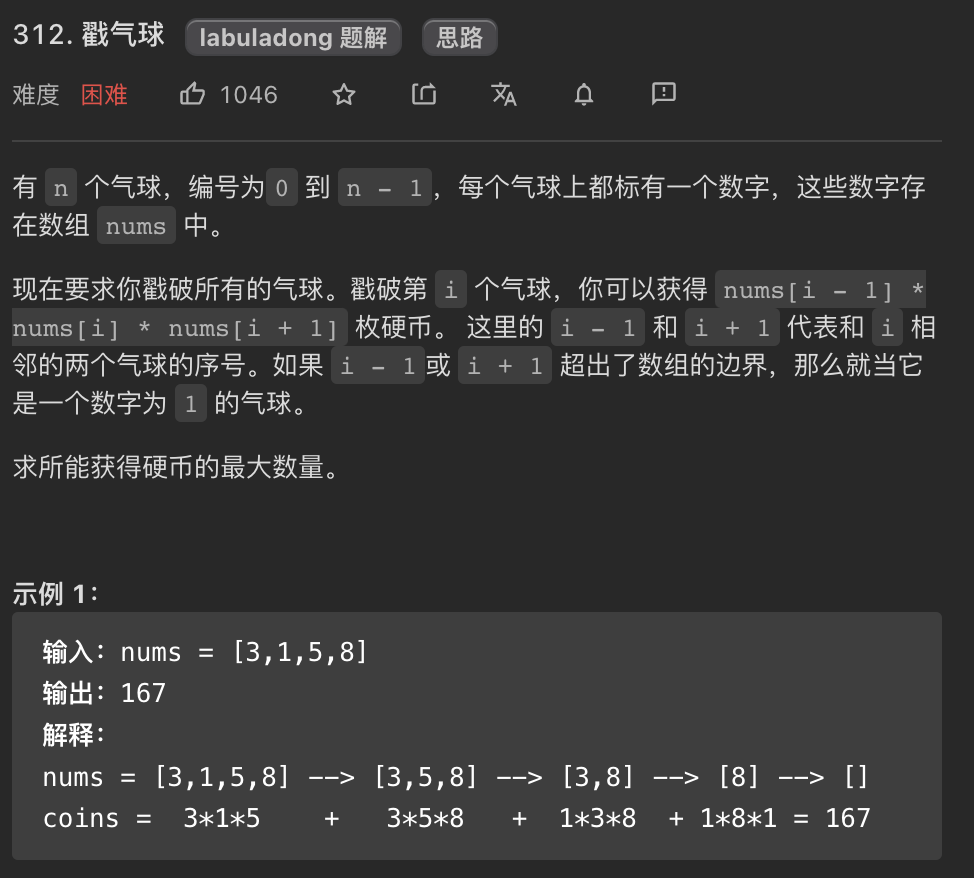 312. 戳气球 labuladong 题解 思路
难度 困难 1046
有 n 个气球，编号为 0 到 n - 1，每个气球上都标有一个数字，这些数字存
在数组 nums 中。
现在要求你戳破所有的气球。戳破第 i 个气球，你可以获得 nums[i - 1] *
nums[i] * nums[i + 1] 枚硬币。 这里的 i - 1 和 i + 1 代表和 i 相
邻的两个气球的序号。如果 i - 1 或 i + 1 超出了数组的边界，那么就当它
是一个数字为 1 的气球。
求所能获得硬币的最大数量。
示例 1：
输入：nums = [3,1,5,8]
输出：167
解释：
nums = [3,1,5,8] --> [3,5,8] --> [3,8] --> [8] --> []
coins =  3*1*5    +   3*5*8   +  1*3*8  + 1*8*1 = 167